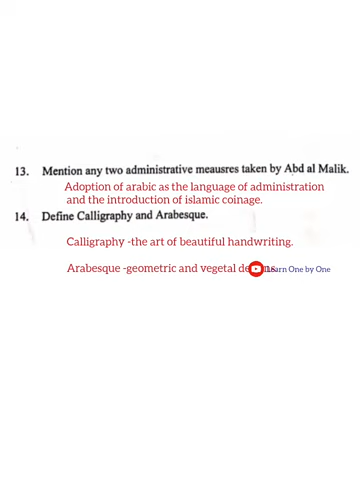 13. Mention any two administrative meausres taken by Abd al Malik.
Adoption of arabic as the language of administration
and the introduction of islamic coinage.
14. Define Calligraphy and Arabesque.
Calligraphy -the art of beautiful handwriting.
Arabesque -geometric and vegetal
Learn One by One